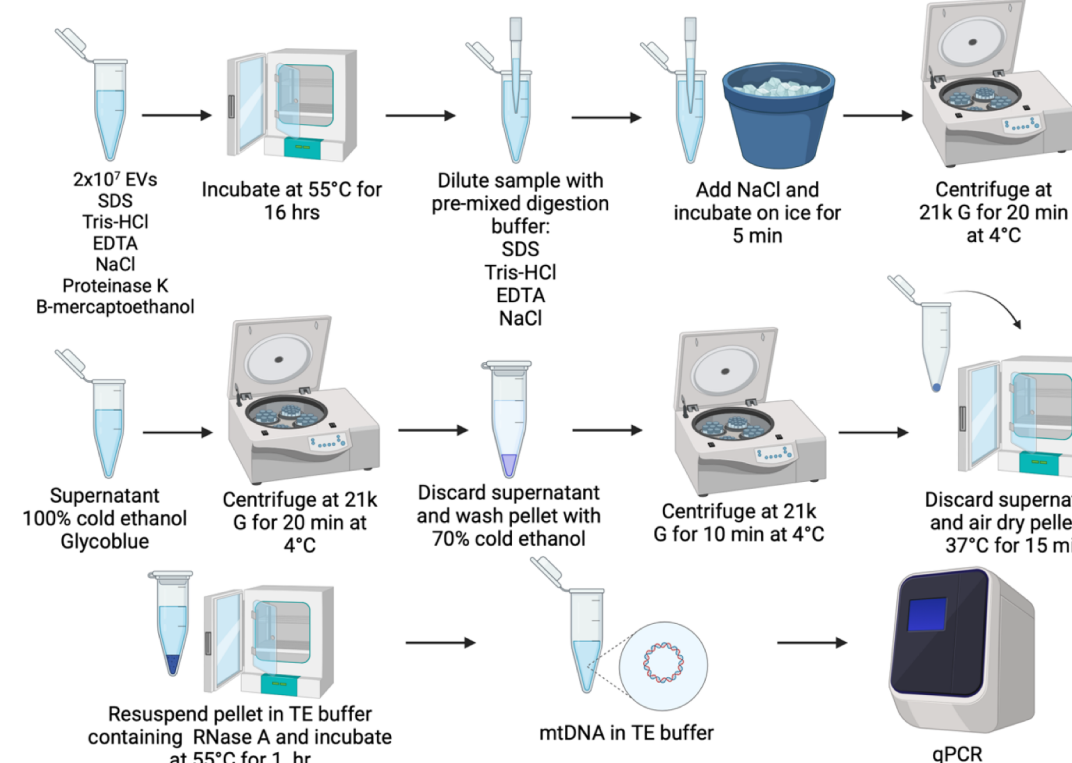 2x10⁷ EVs
SDS
Tris-HCl
EDTA
NaCl
Proteinase K
B-mercaptoethanol
Incubate at 55°C for
16 hrs
Dilute sample with
pre-mixed digestion
buffer:
SDS
Tris-HCl
EDTA
NaCl
Add NaCl and
incubate on ice for
5 min
Centrifuge at
21k G for 20 min
at 4°C
Supernatant
100% cold ethanol
Glycoblue
Centrifuge at 21k
G for 20 min at
4°C
Discard supernatant
and wash pellet with
70% cold ethanol
Centrifuge at 21k
G for 10 min at 4°C
Discard
and air dry
37°C for 15
Resuspend pellet in TE buffer
containing RNase A and incubate
at 55°C for 1 hr
mtDNA in TE buffer
qPCR